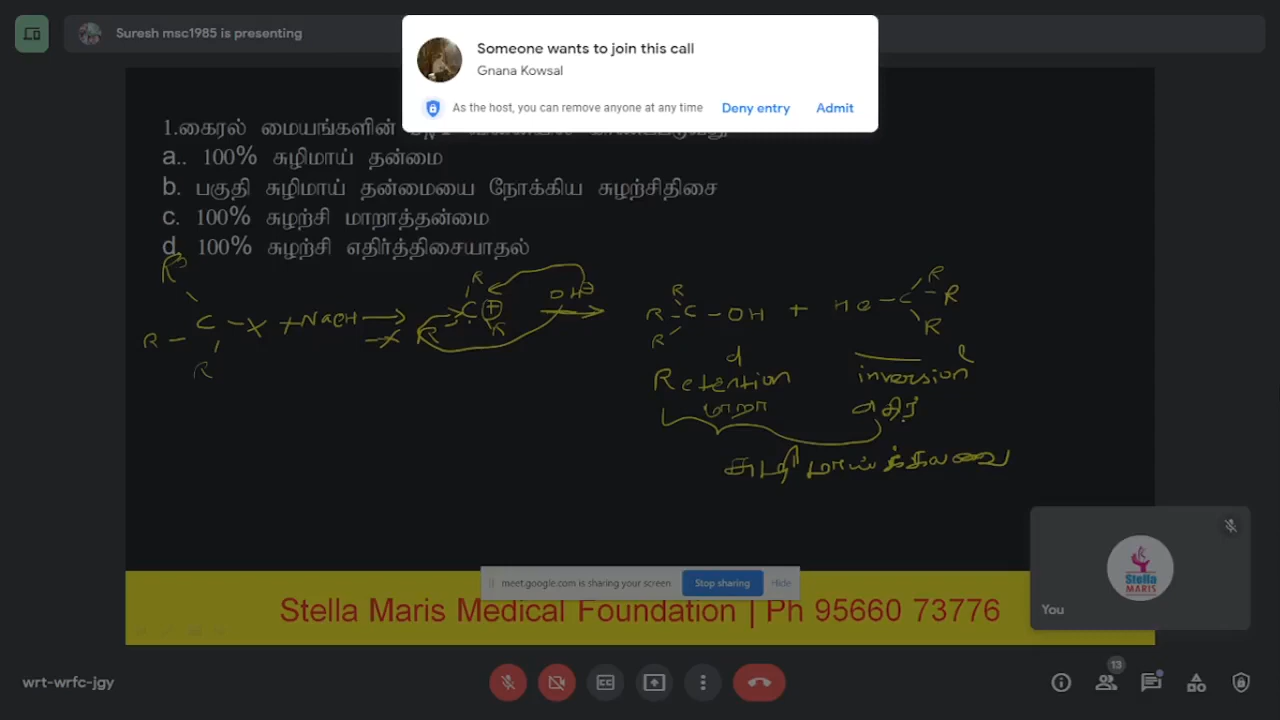 Suresh msc1985 is presenting
Someone wants to join this call
Gnana Kowsal
As the host, you can remove anyone at any time
Deny entry
Admit
1.கைரல் மையங்களின்
a.. 100% சுழிமாய் தன்மை
b. பகுதி சுழிமாய் தன்மையை நோக்கிய சுழற்சிதிசை
c. 100% சுழற்சி மாறாத்தன்மை
d. 100% சுழற்சி எதிர்த்திசையாதல்
R
R
R - C - X + NaOH → C ⊕ OH⊖ → R - C - OH + HO - C - R
-X
R
R
R
R
R
R
R
d
l
Retention inversion
மாறா எதிர்
சுழிமாய்க்கலவை
meet.google.com is sharing your screen
Stop sharing
Hide
Stella Maris Medical Foundation | Ph 95660 73776
Stella
MARIS
You
wrt-wrfc-jgy
13